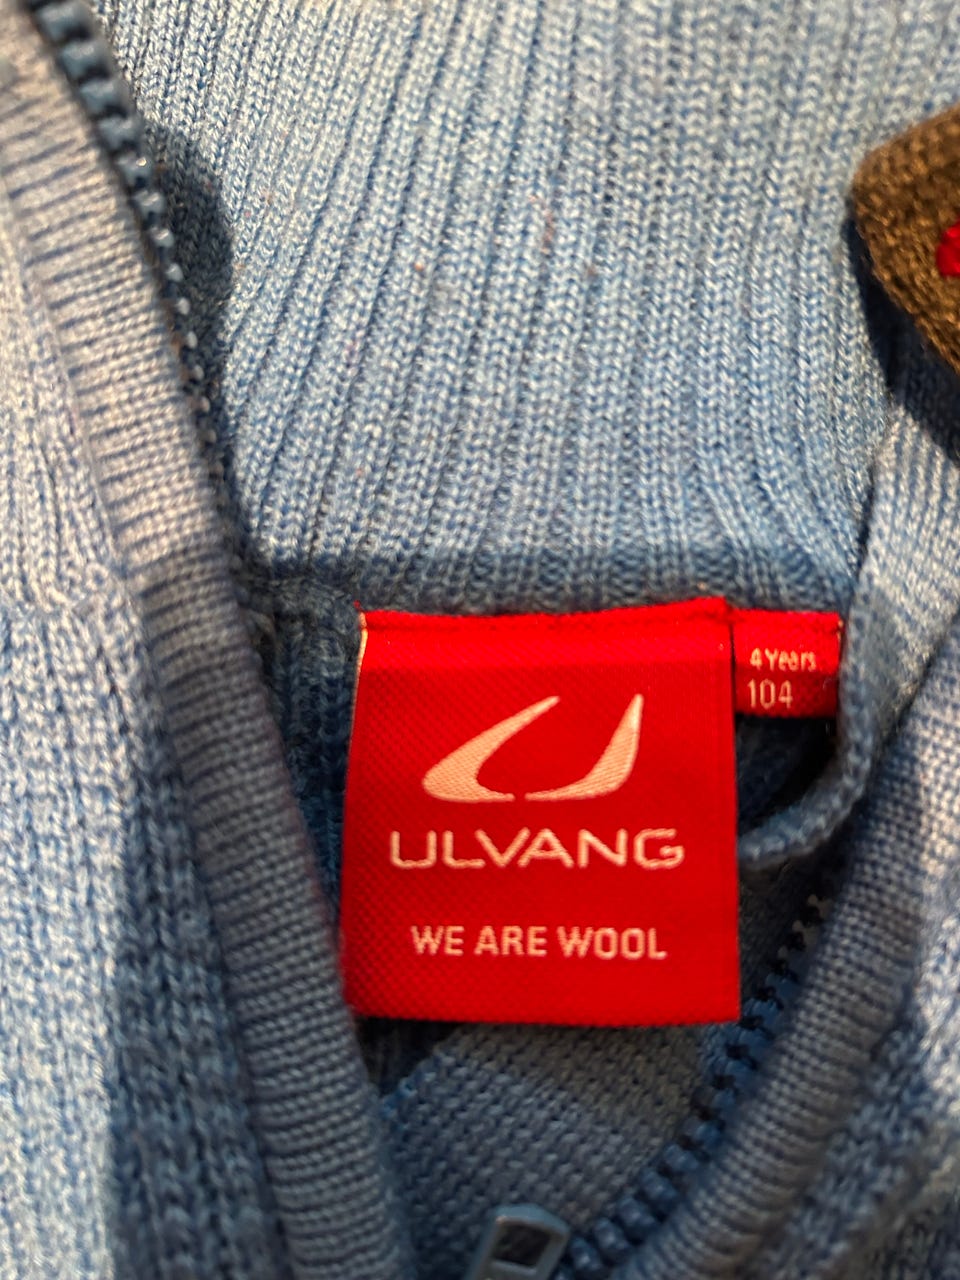 ULVANG
WE ARE WOOL
4 Years
104